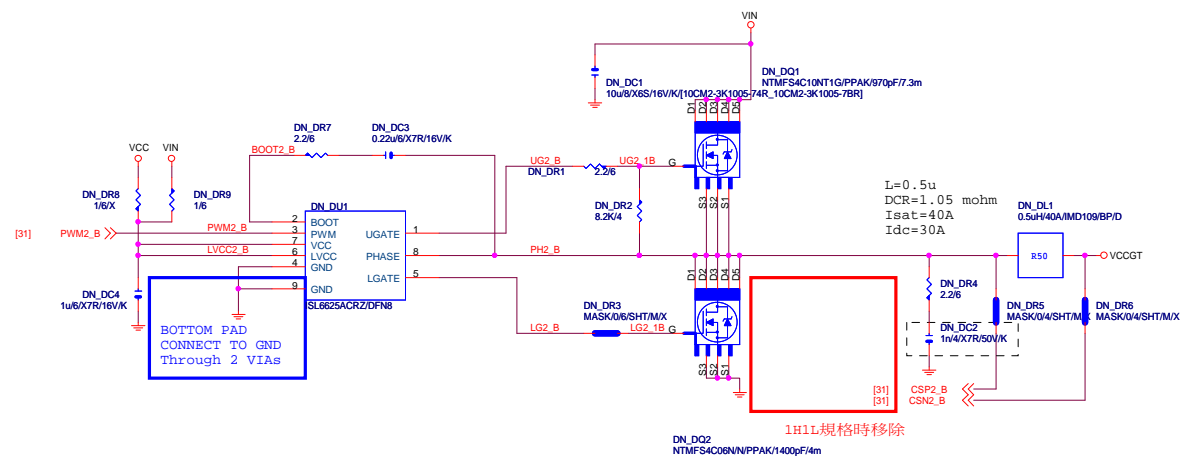 VIN
DN_DC1
10u/8/X6S/16V/K/[10CM2-3K1005-74R_10CM2-3K1005-7BR]
DN_DQ1
NTMFS4C10NT1G/PPAK/970pF/7.3m
D1
D2
D3
D4
D5
G
S3
S2
S1
DN_DR7
2.2/6
DN_DC3
0.22u/6/X7R/16V/K
BOOT2_B
VCC
VIN
DN_DR8
1/6/X
DN_DR9
1/6
UG2_B
DN_DR1
2.2/6
UG2_1B
DN_DR2
8.2K/4
DN_DU1
2
BOOT
3
PWM
7
VCC
6
LVCC
4
GND
9
GND
UGATE
1
PHASE
8
LGATE
5
SL6625ACRZ/DFN8
[31]
PWM2_B
PWM2_B
LVCC2_B
PH2_B
DN_DC4
1u/6/X7R/16V/K
BOTTOM PAD
CONNECT TO GND
Through 2 VIAs
LG2_B
DN_DR3
MASK/0/6/SHT/M/X
LG2_1B
G
D1
D2
D3
D4
D5
S3
S2
S1
DN_DQ2
NTMFS4C06N/N/PPAK/1400pF/4m
L=0.5u
DCR=1.05 mohm
Isat=40A
Idc=30A
DN_DL1
0.5uH/40A/IMD109/BP/D
R50
VCCGT
DN_DR4
2.2/6
DN_DC2
1n/4/X7R/50V/K
DN_DR5
MASK/0/4/SHT/M/X
DN_DR6
MASK/0/4/SHT/M/X
[31]
CSP2_B
[31]
CSN2_B
1H1L規格時移除